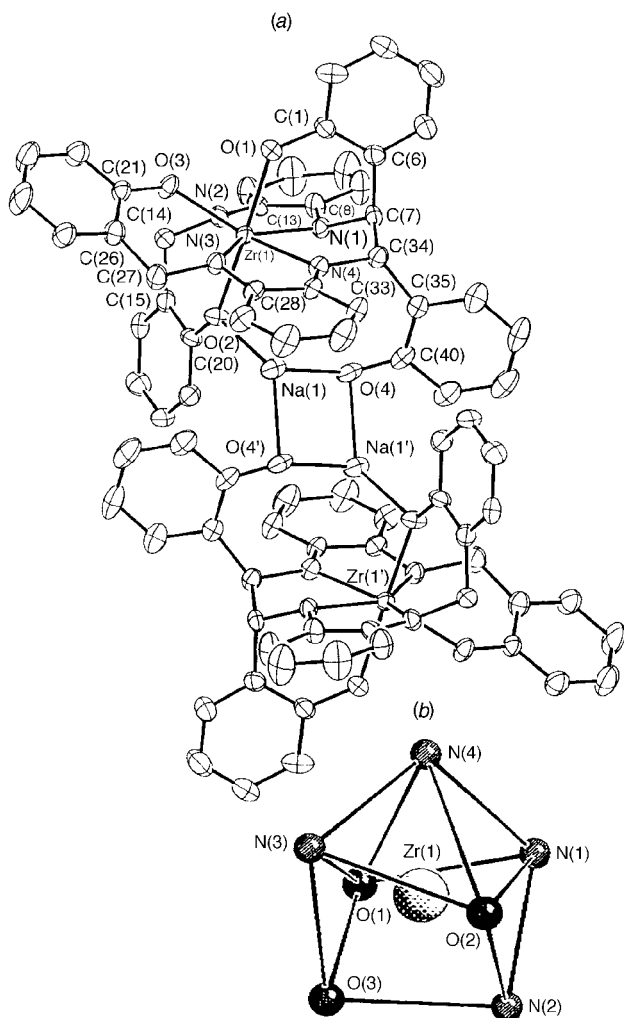 (a)
C(1)
O(1)
O(3)
C(21)
C(6)
N(2)
C(8)
C(13)
C(14)
C(7)
N(3)
N(1)
Zr(1)
C(34)
C(26)
N(4)
C(27)
C(33)
C(35)
C(15)
C(28)
O(2)
C(40)
C(20)
Na(1)
O(4)
O(4')
Na(1')
Zr(1')
(b)
N(4)
N(3)
Zr(1)
N(1)
O(1)
O(2)
O(3)
N(2)